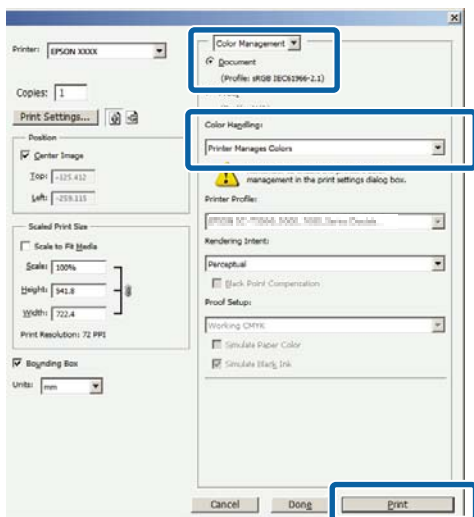 Printer: EPSON XXXX
Copies: 1
Print Settings...
Position
Center Image
Top: -125.412
Left: -259.115
Scaled Print Size
Scale to Fit Media
Scale: 100%
Height: 541.8
Width: 722.4
Print Resolution: 72 PPI
Bounding Box
Units: mm
Color Management
Document
(Profile: sRGB IEC61966-2.1)
Color Handling:
Printer Manages Colors
management in the print settings dialog box.
Printer Profile:
Rendering Intent:
Perceptual
Black Point Compensation
Proof Setup:
Working CMYK
Simulate Paper Color
Simulate Black Ink
Cancel
Done
Print